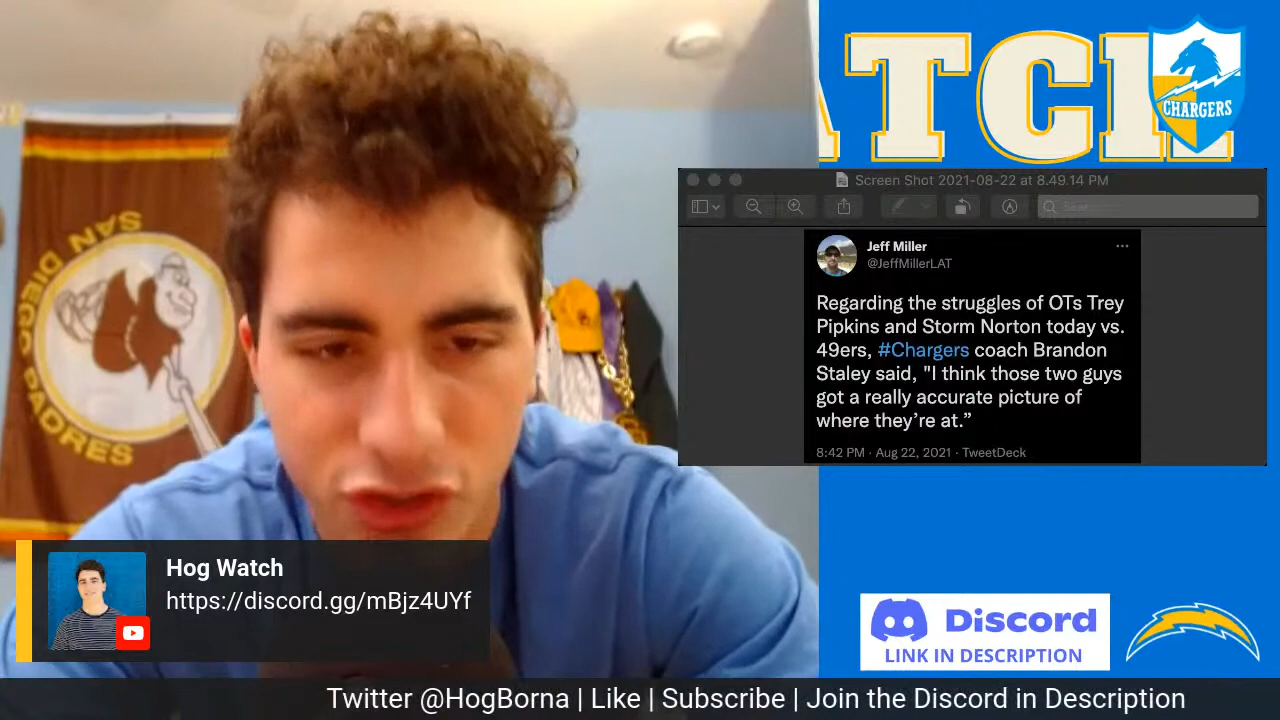 ATCH
CHARGERS
Screen Shot 2021-08-22 at 8.49.14 PM
Jeff Miller
@JeffMillerLAT
Regarding the struggles of OTs Trey
Pipkins and Storm Norton today vs.
49ers, #Chargers coach Brandon
Staley said, "I think those two guys
got a really accurate picture of
where they're at.”
8:42 PM · Aug 22, 2021 · TweetDeck
SAN DIEGO PADRES
Hog Watch
https://discord.gg/mBjz4UYf
Discord
LINK IN DESCRIPTION
Twitter @HogBorna | Like | Subscribe | Join the Discord in Description